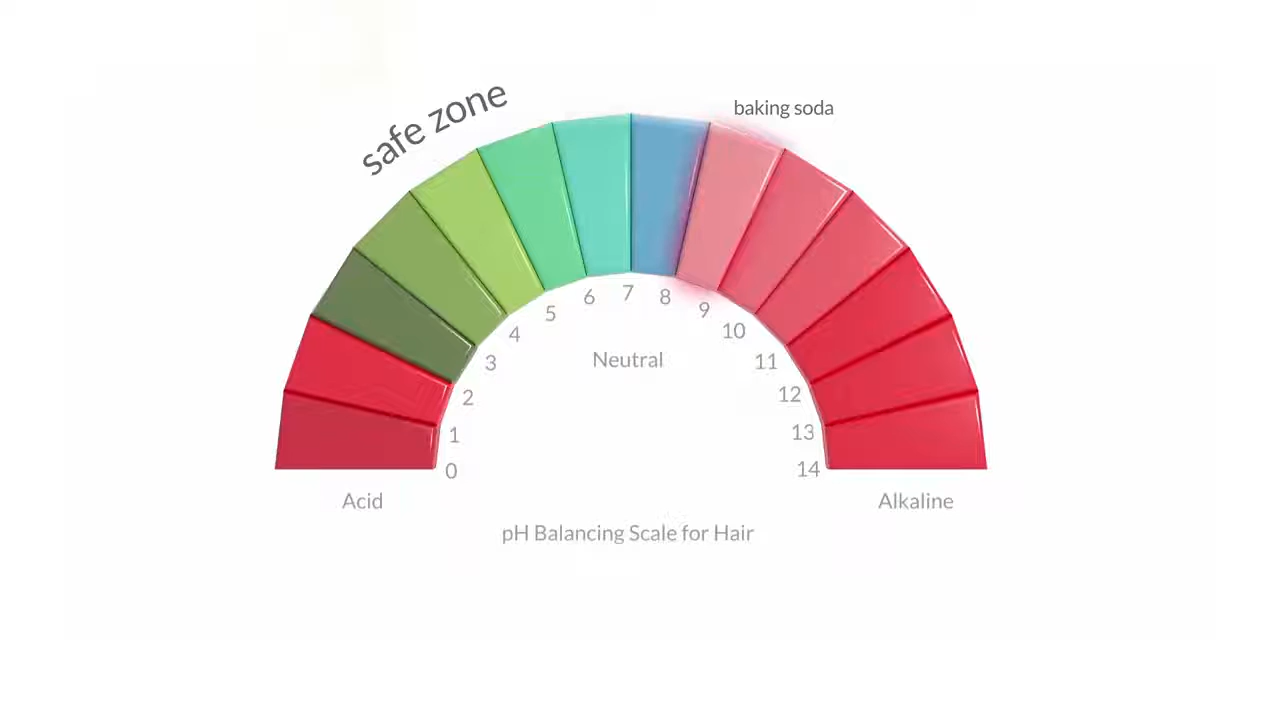 safe zone
baking soda
0
1
2
3
4
5
6
7
8
9
10
11
12
13
14
Neutral
Acid
Alkaline
pH Balancing Scale for Hair